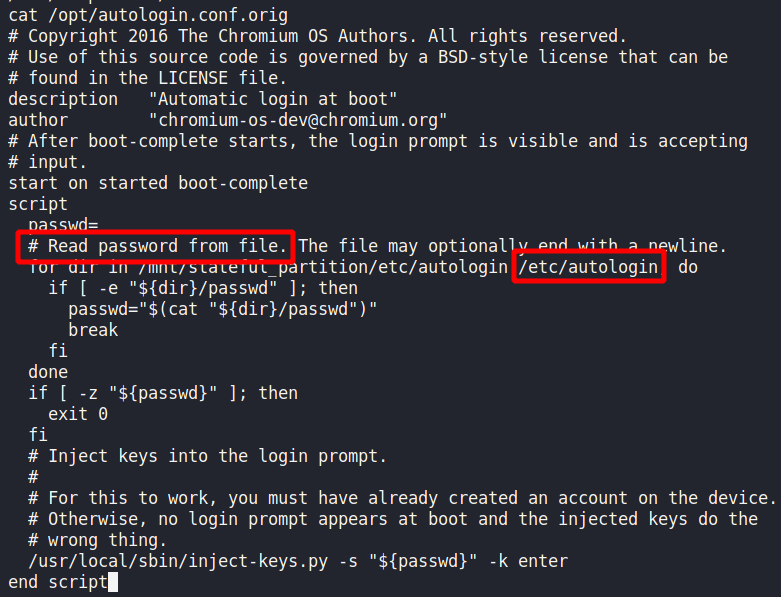 cat /opt/autologin.conf.orig
# Copyright 2016 The Chromium OS Authors. All rights reserved.
# Use of this source code is governed by a BSD-style license that can be
# found in the LICENSE file.
description   "Automatic login at boot"
author        "chromium-os-dev@chromium.org"
# After boot-complete starts, the login prompt is visible and is accepting
# input.
start on started boot-complete
script
  passwd=
  # Read password from file. The file may optionally end with a newline.
  for dir in /mnt/stateful_partition/etc/autologin /etc/autologin do
    if [ -e "${dir}/passwd" ]; then
      passwd="$(cat "${dir}/passwd")"
      break
    fi
  done
  if [ -z "${passwd}" ]; then
    exit 0
  fi
  # Inject keys into the login prompt.
  #
  # For this to work, you must have already created an account on the device.
  # Otherwise, no login prompt appears at boot and the injected keys do the
  # wrong thing.
  /usr/local/sbin/inject-keys.py -s "${passwd}" -k enter
end script